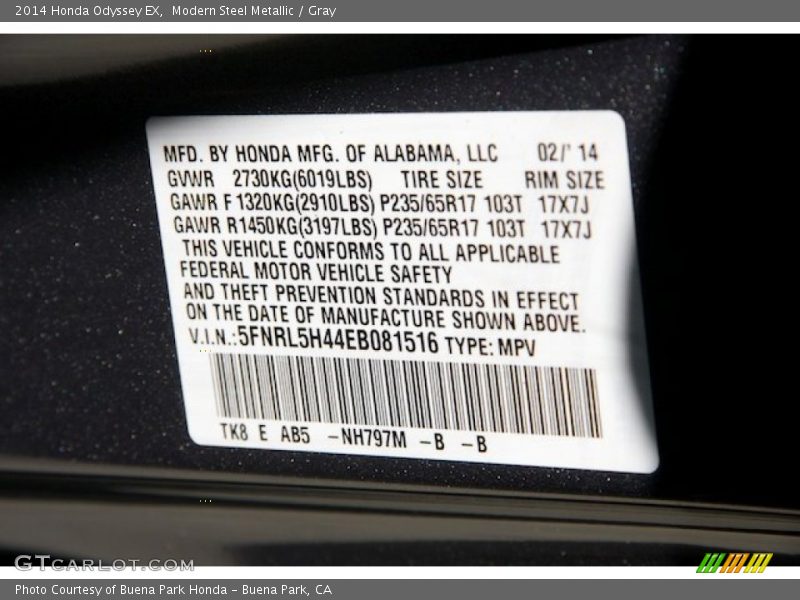 2014 Honda Odyssey EX,  Modern Steel Metallic / Gray
MFD. BY HONDA MFG. OF ALABAMA, LLC 02/' 14
GVWR 2730KG(6019LBS) TIRE SIZE RIM SIZE
GAWR F 1320KG(2910LBS) P235/65R17 103T 17X7J
GAWR R1450KG(3197LBS) P235/65R17 103T 17X7J
THIS VEHICLE CONFORMS TO ALL APPLICABLE
FEDERAL MOTOR VEHICLE SAFETY
AND THEFT PREVENTION STANDARDS IN EFFECT
ON THE DATE OF MANUFACTURE SHOWN ABOVE.
V.I.N.:5FNRL5H44EB081516 TYPE: MPV
TK8 E AB5 -NH797M -B -B
GTCARLOT.COM
Photo Courtesy of Buena Park Honda - Buena Park, CA